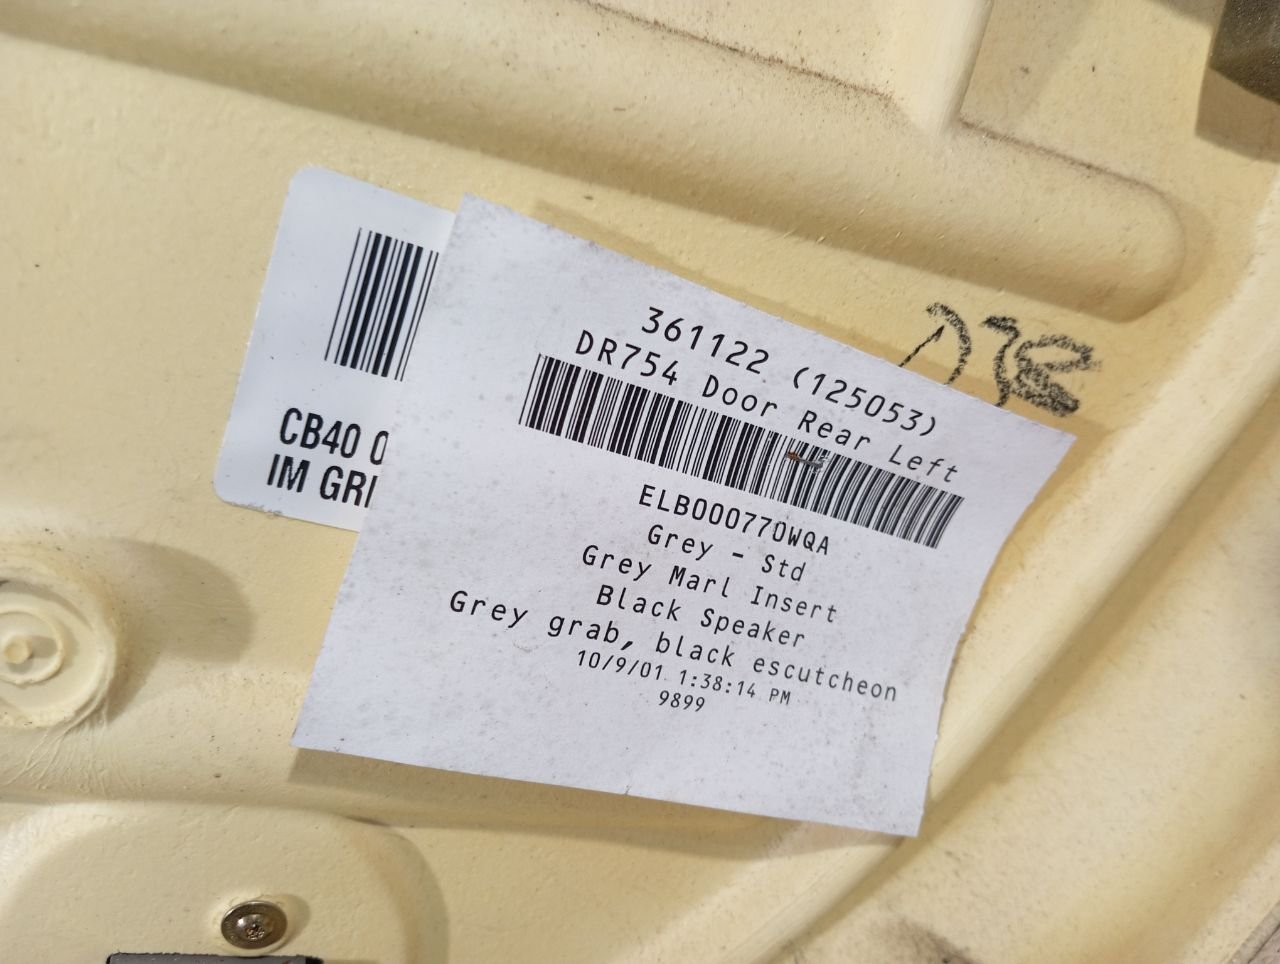 CB40 0
IM GRI
361122 (125053)
DR754 Door Rear Left
ELB000770WQA
Grey - Std
Grey Marl Insert
Black Speaker
Grey grab, black escutcheon
10/9/01 1:38:14 PM
9899